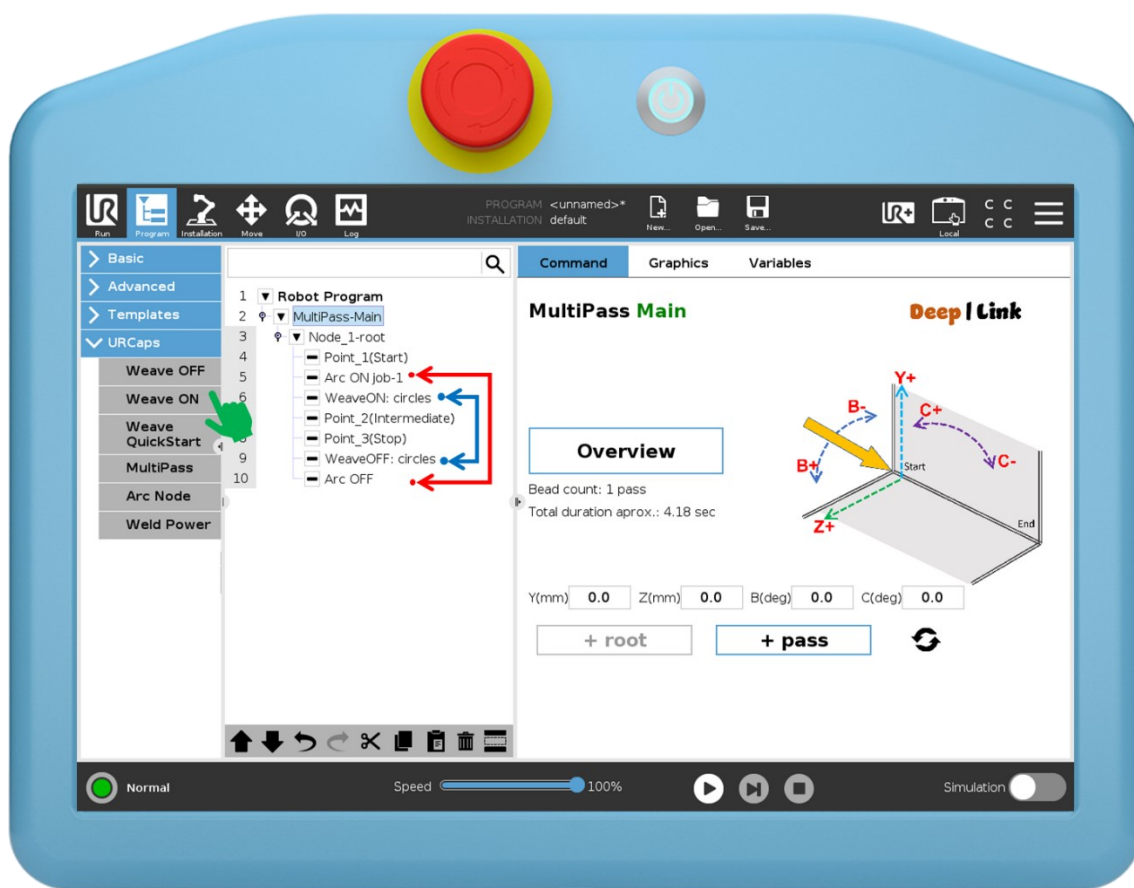 PROGRAM <unnamed>*
INSTALLATION default
Run
Program
Installation
Move
I/O
Log
New...
Open...
Save...
UR+
Local
C C
C C
Basic
Advanced
Templates
URCaps
Weave OFF
Weave ON
Weave
QuickStart
MultiPass
Arc Node
Weld Power
1 Robot Program
2 MultiPass-Main
3 Node_1-root
4 Point_1(Start)
5 Arc ON job-1
6 WeaveON: circles
Point_2(Intermediate)
Point_3(Stop)
9 WeaveOFF: circles
10 Arc OFF
Command
Graphics
Variables
MultiPass Main
Deep | Link
Y+
B-
C+
B+
Start
C-
Z+
End
Overview
Bead count: 1 pass
Total duration aprox.: 4.18 sec
Y(mm) 0.0 Z(mm) 0.0 B(deg) 0.0 C(deg) 0.0
+ root
+ pass
Normal
Speed
100%
Simulation